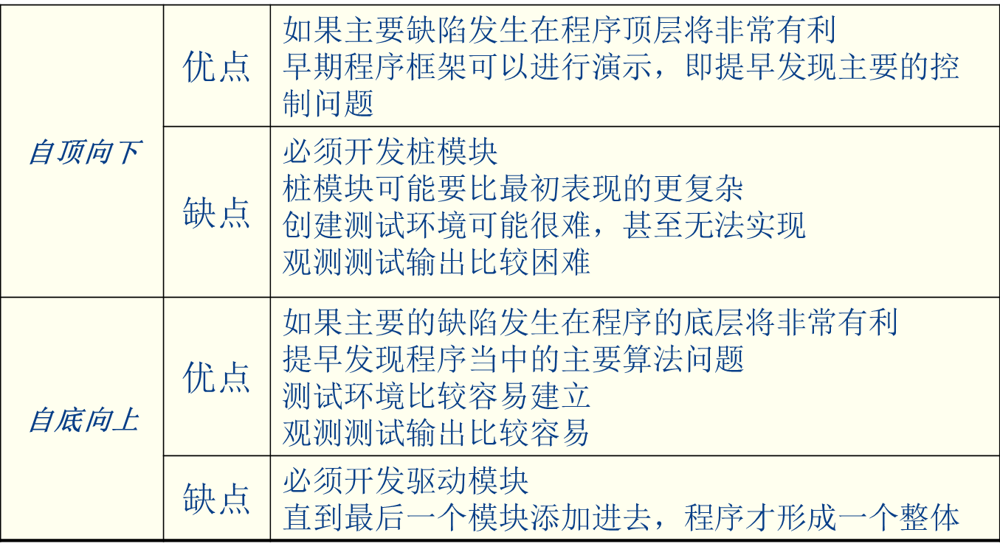 自顶向下
优点
如果主要缺陷发生在程序顶层将非常有利
早期程序框架可以进行演示，即提早发现主要的控
制问题
缺点
必须开发桩模块
桩模块可能要比最初表现的更复杂
创建测试环境可能很难，甚至无法实现
观测测试输出比较困难
自底向上
优点
如果主要的缺陷发生在程序的底层将非常有利
提早发现程序当中的主要算法问题
测试环境比较容易建立
观测测试输出比较容易
缺点
必须开发驱动模块
直到最后一个模块添加进去，程序才形成一个整体